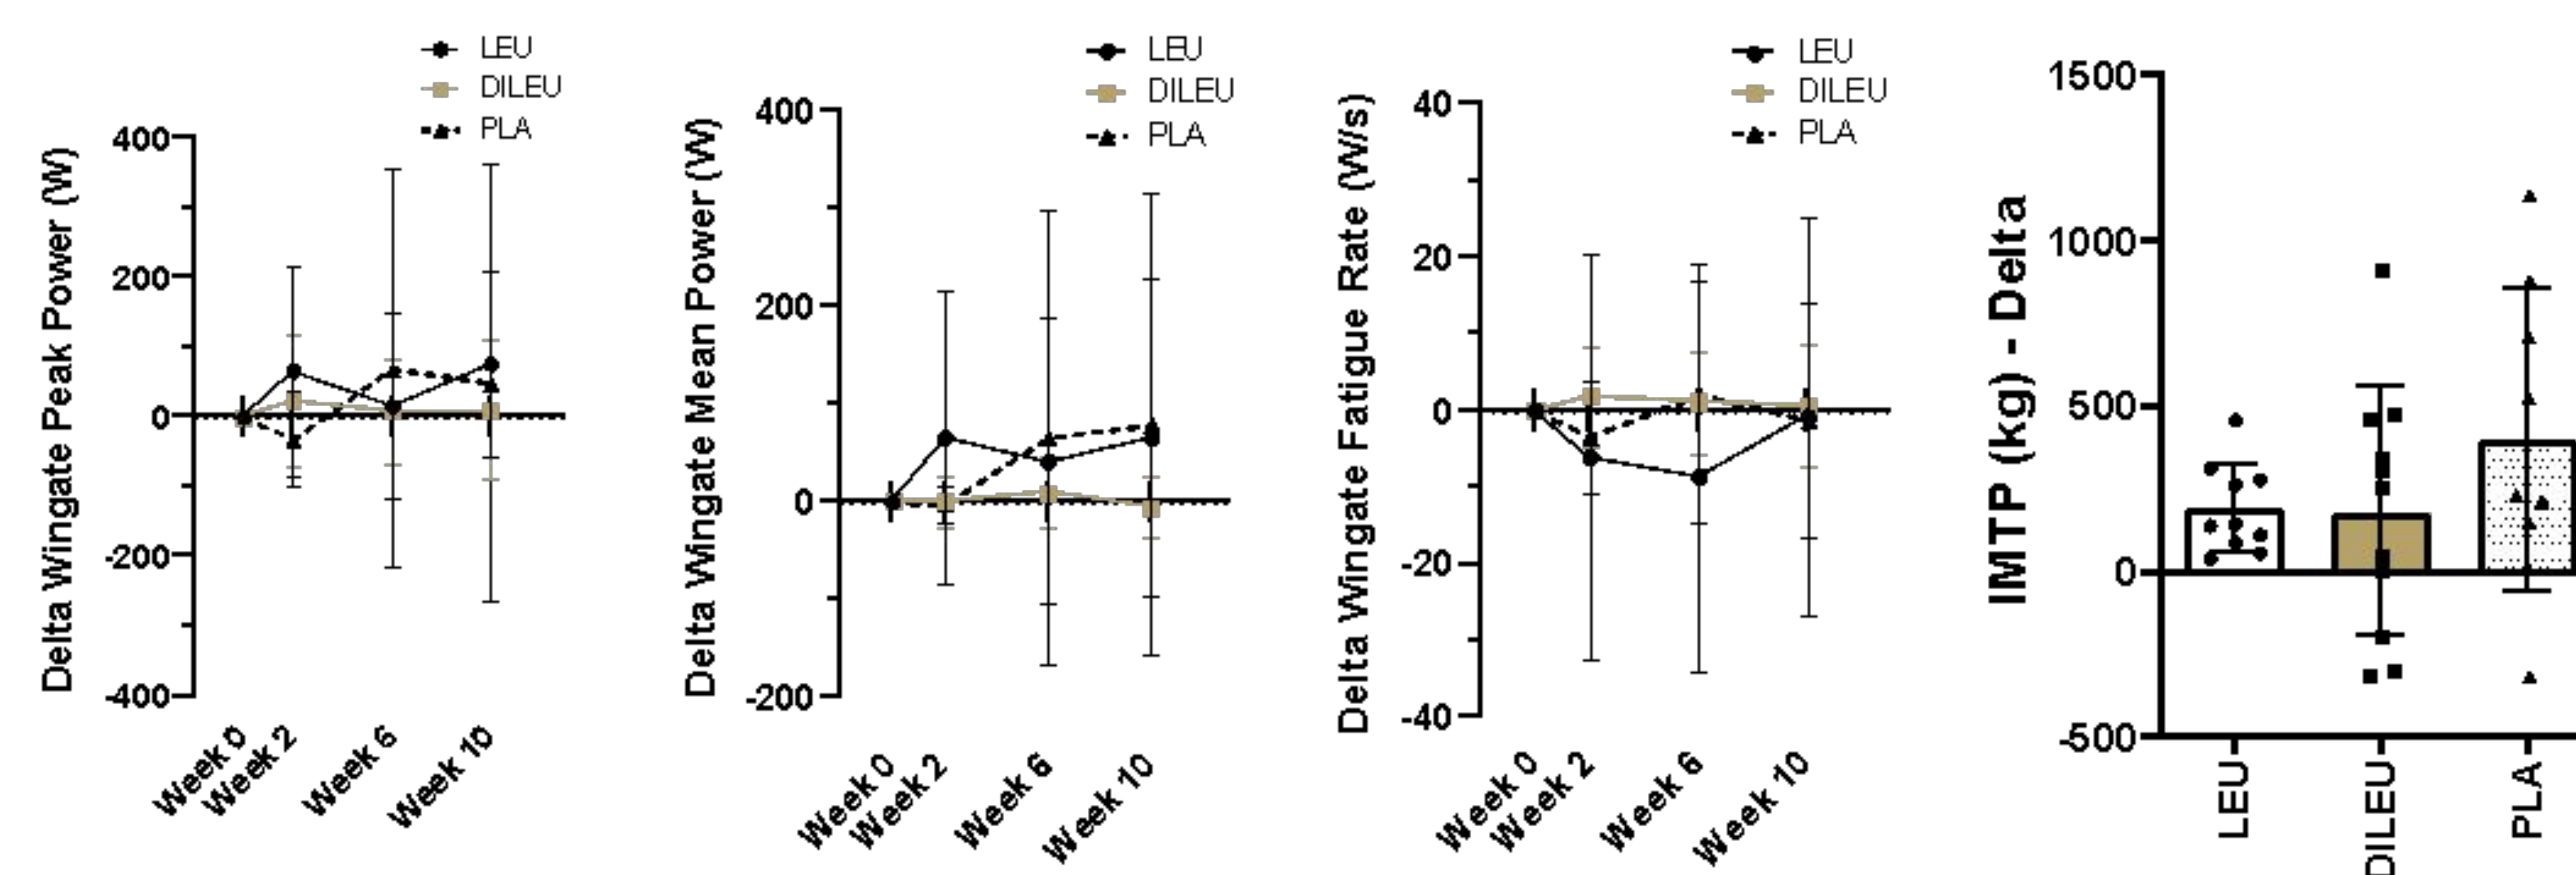 Delta Wingate Peak Power (W)
LEU
DILEU
PLA
400
200
0
-200
-400
Week 0
Week 2
Week 6
Week 10
Delta Wingate Mean Power (W)
LEU
DILEU
PLA
400
200
0
-200
Week 0
Week 2
Week 6
Week 10
Delta Wingate Fatigue Rate (W/s)
LEU
DILEU
PLA
40
20
0
-20
-40
Week 0
Week 2
Week 6
Week 10
IMTP (kg) - Delta
1500
1000
500
0
-500
LEU
DILEU
PLA